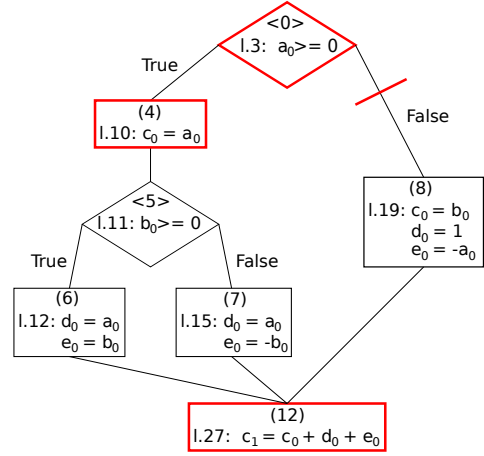 <0>
l.3: a₀>= 0
True
False
(4)
l.10: c₀ = a₀
<5>
l.11: b₀>= 0
True
False
(8)
l.19: c₀ = b₀
d₀ = 1
e₀ = -a₀
(6)
l.12: d₀ = a₀
e₀ = b₀
(7)
l.15: d₀ = a₀
e₀ = -b₀
(12)
l.27: c₁ = c₀ + d₀ + e₀